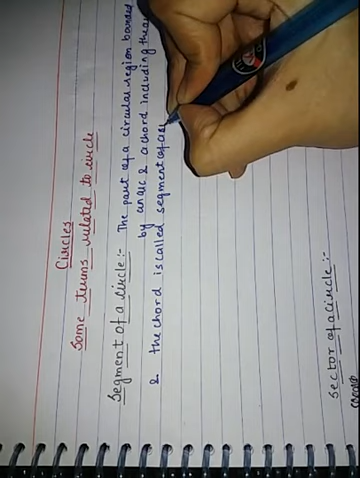 Circles
Some terms related to circle
Segment of a circle:- The part of a circular region bounded
by an arc & a chord including the arc
& the chord is called segment of a
Sector of a circle:-